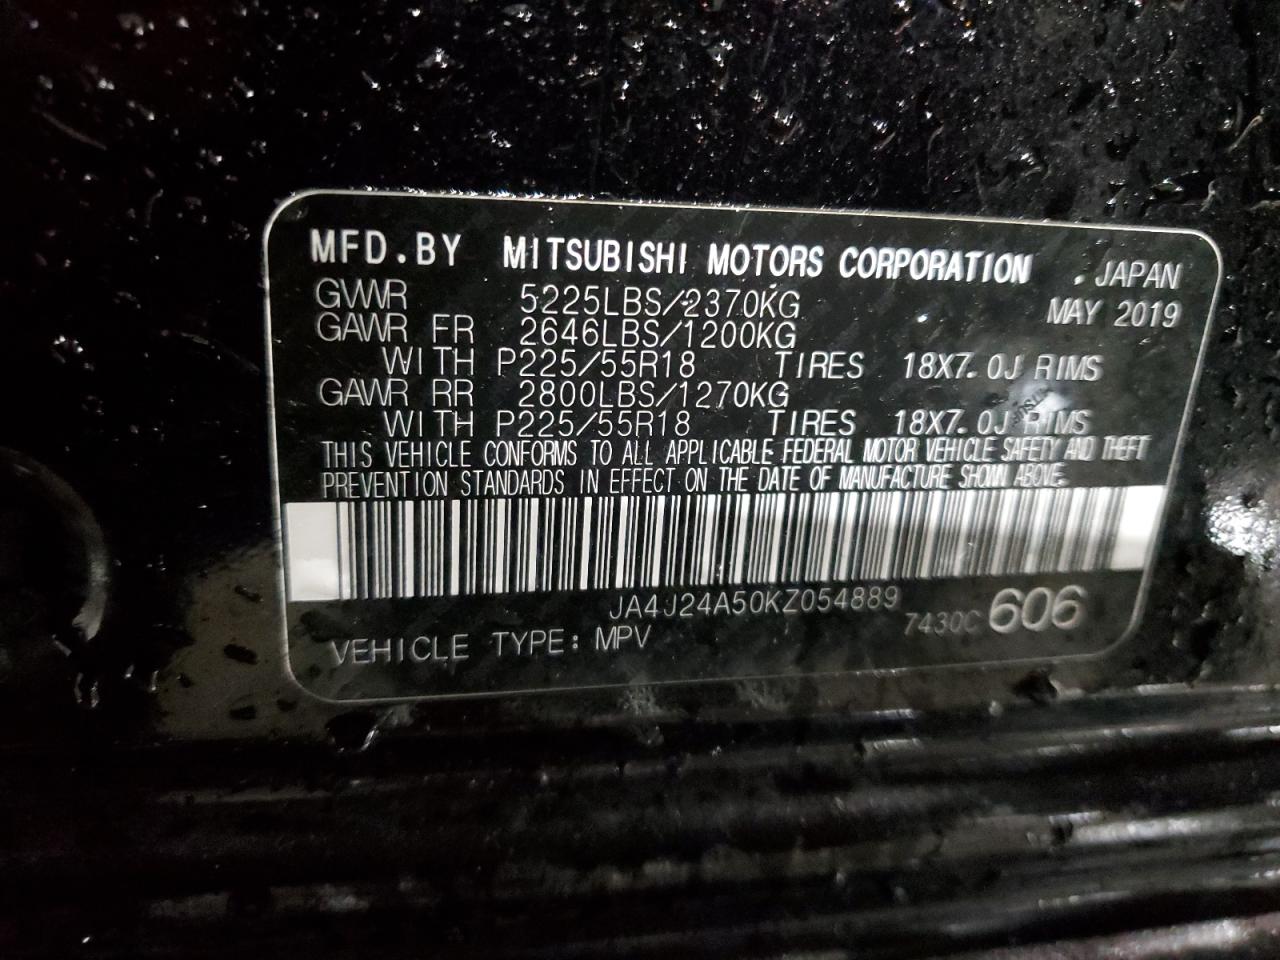 MFD.BY MITSUBISHI MOTORS CORPORATION .JAPAN
GVWR 5225LBS/2370KG MAY 2019
GAWR FR 2646LBS/1200KG
WITH P225/55R18 TIRES 18X7.0J RIMS
GAWR RR 2800LBS/1270KG
WITH P225/55R18 TIRES 18X7.0J RIMS
THIS VEHICLE CONFORMS TO ALL APPLICABLE FEDERAL MOTOR VEHICLE SAFETY AND THEFT
PREVENTION STANDARDS IN EFFECT ON THE DATE OF MANUFACTURE SHOWN ABOVE.
JA4J24A50KZ054889
7430C 606
VEHICLE TYPE: MPV